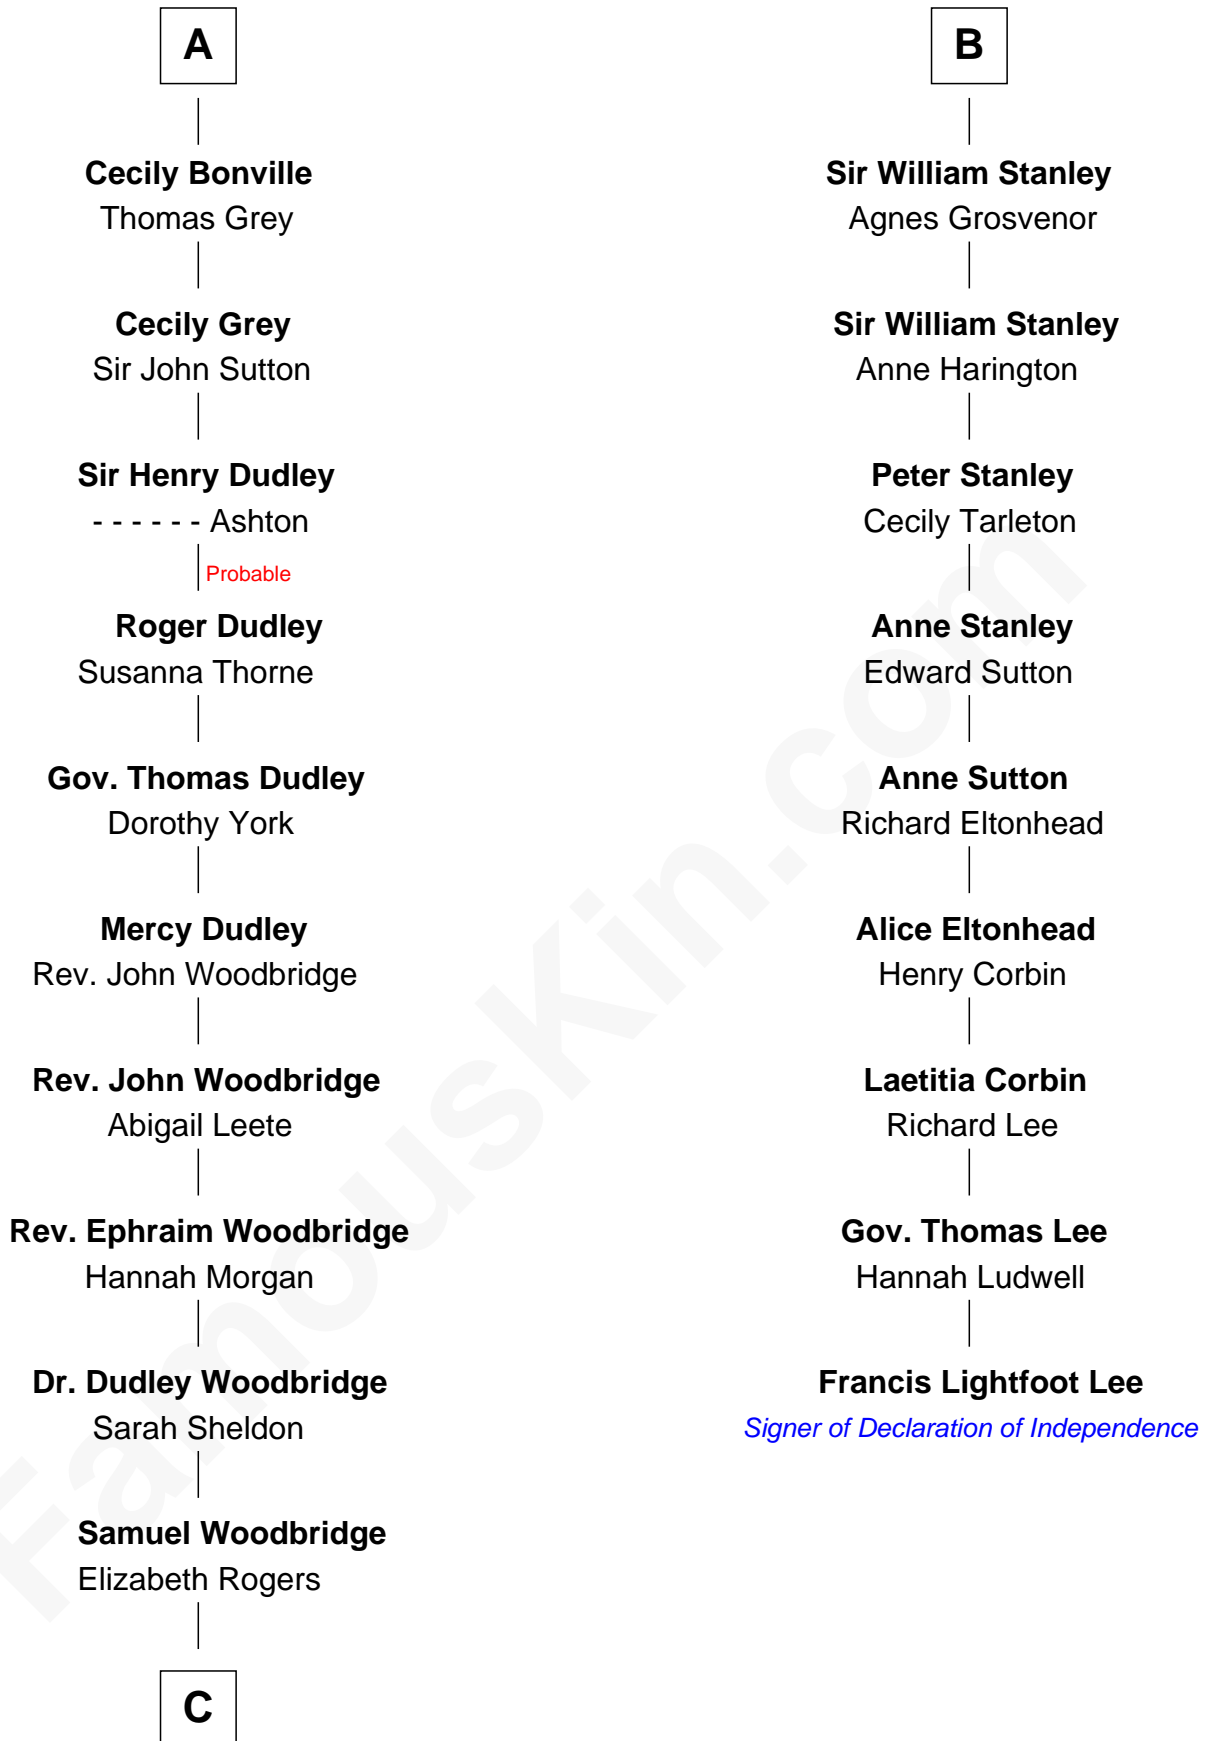 A
Cecily Bonville
Thomas Grey
Cecily Grey
Sir John Sutton
Sir Henry Dudley
- - - - - - Ashton
Probable
Roger Dudley
Susanna Thorne
Gov. Thomas Dudley
Dorothy York
Mercy Dudley
Rev. John Woodbridge
Rev. John Woodbridge
Abigail Leete
Rev. Ephraim Woodbridge
Hannah Morgan
Dr. Dudley Woodbridge
Sarah Sheldon
Samuel Woodbridge
Elizabeth Rogers
C
B
Sir William Stanley
Agnes Grosvenor
Sir William Stanley
Anne Harington
Peter Stanley
Cecily Tarleton
Anne Stanley
Edward Sutton
Anne Sutton
Richard Eltonhead
Alice Eltonhead
Henry Corbin
Laetitia Corbin
Richard Lee
Gov. Thomas Lee
Hannah Ludwell
Francis Lightfoot Lee
Signer of Declaration of Independence
FamousKin.com